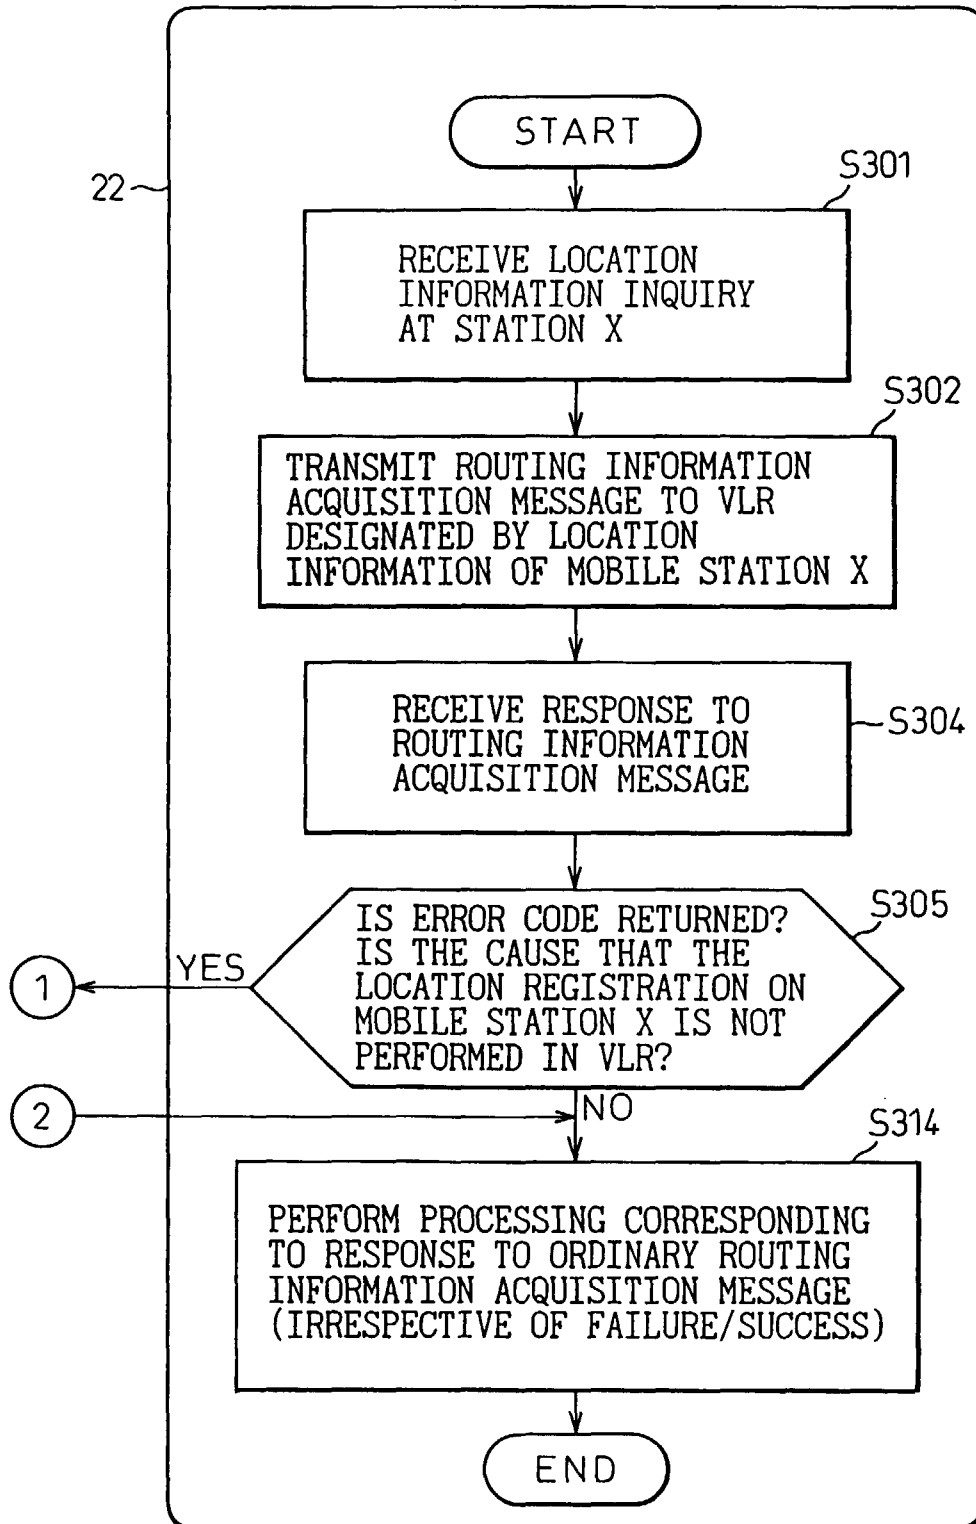 START
22
S301
RECEIVE LOCATION
INFORMATION INQUIRY
AT STATION X
S302
TRANSMIT ROUTING INFORMATION
ACQUISITION MESSAGE TO VLR
DESIGNATED BY LOCATION
INFORMATION OF MOBILE STATION X
RECEIVE RESPONSE TO
ROUTING INFORMATION
ACQUISITION MESSAGE
S304
S305
IS ERROR CODE RETURNED?
IS THE CAUSE THAT THE
LOCATION REGISTRATION ON
MOBILE STATION X IS NOT
PERFORMED IN VLR?
YES
1
2
NO
S314
PERFORM PROCESSING CORRESPONDING
TO RESPONSE TO ORDINARY ROUTING
INFORMATION ACQUISITION MESSAGE
(IRRESPECTIVE OF FAILURE/SUCCESS)
END